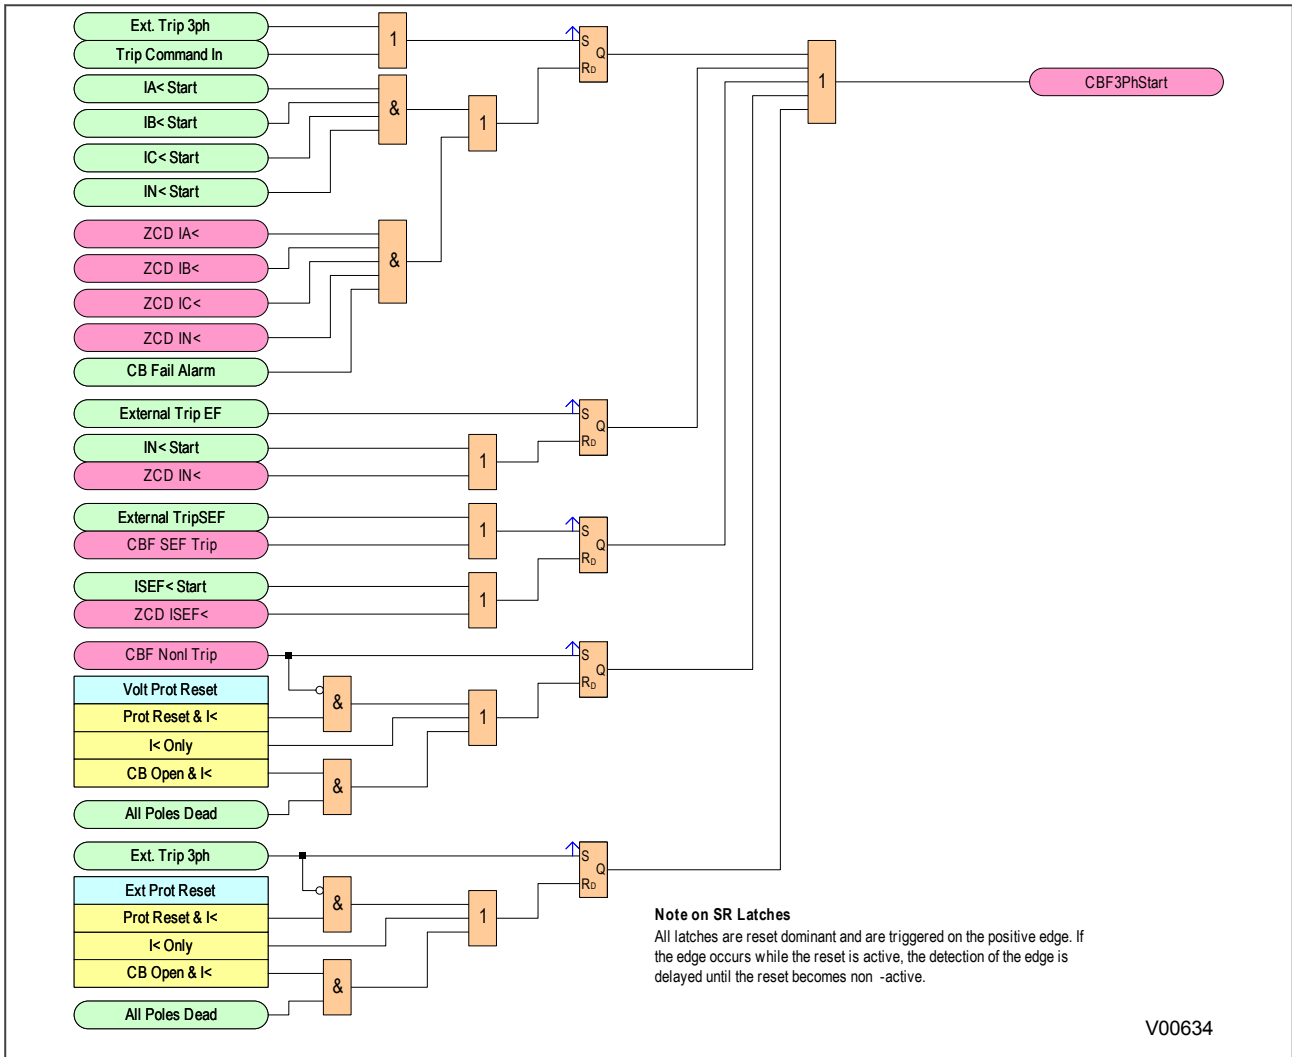 Ext. Trip 3ph
Trip Command In
1
S
Q
RD
1
CBF3PhStart
IA< Start
IB< Start
IC< Start
IN< Start
&
1
ZCD IA<
ZCD IB<
ZCD IC<
ZCD IN<
CB Fail Alarm
&
External Trip EF
IN< Start
ZCD IN<
1
S
Q
RD
External TripSEF
CBF SEF Trip
1
S
Q
RD
ISEF< Start
ZCD ISEF<
1
CBF NonI Trip
S
Q
RD
Volt Prot Reset
Prot Reset & I<
I< Only
CB Open & I<
All Poles Dead
&
1
&
Ext. Trip 3ph
S
Q
RD
Ext Prot Reset
Prot Reset & I<
I< Only
CB Open & I<
All Poles Dead
&
1
&
Note on SR Latches
All latches are reset dominant and are triggered on the positive edge. If
the edge occurs while the reset is active, the detection of the edge is
delayed until the reset becomes non -active.
V00634